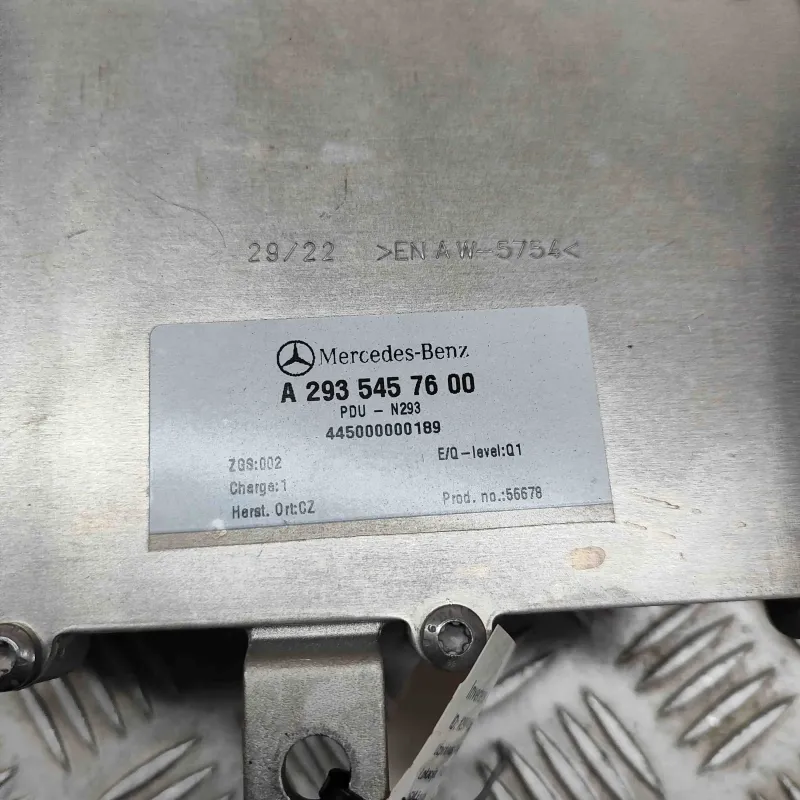 29/22 >EN AW-5754<
Mercedes-Benz
A 293 545 76 00
PDU - N293
445000000189
ZGS:002
E/Q-level:Q1
Charge:1
Prod. no.:56678
Herst. Ort:CZ